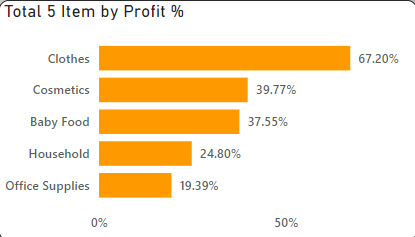 Total 5 Item by Profit %
Clothes 67.20%
Cosmetics 39.77%
Baby Food 37.55%
Household 24.80%
Office Supplies 19.39%
0% 50%